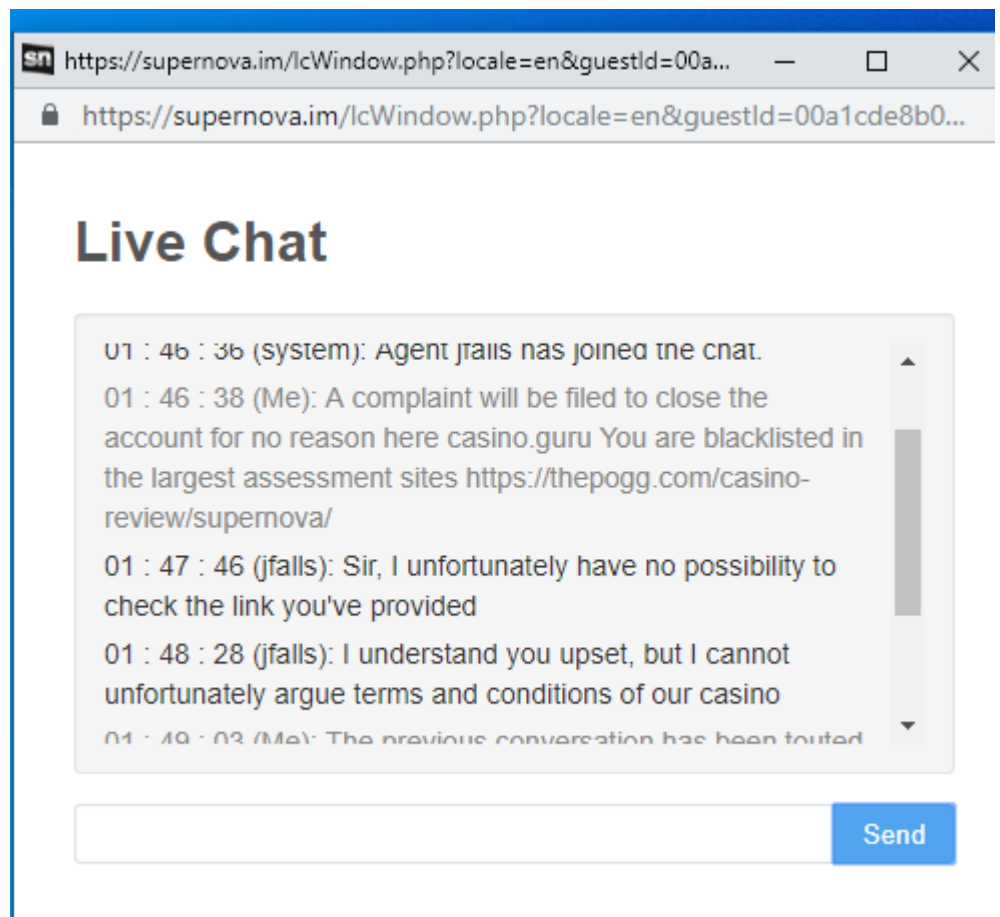 sn https://supernova.im/lcWindow.php?locale=en&guestId=00a...
https://supernova.im/lcWindow.php?locale=en&guestId=00a1cde8b0...
Live Chat
01 : 46 : 36 (system): Agent jfalls has joined the chat.
01 : 46 : 38 (Me): A complaint will be filed to close the
account for no reason here casino.guru You are blacklisted in
the largest assessment sites https://thepogg.com/casino-
review/supernova/
01 : 47 : 46 (jfalls): Sir, I unfortunately have no possibility to
check the link you've provided
01 : 48 : 28 (jfalls): I understand you upset, but I cannot
unfortunately argue terms and conditions of our casino
01 : 49 : 03 (Me): The previous conversation has been touted
Send